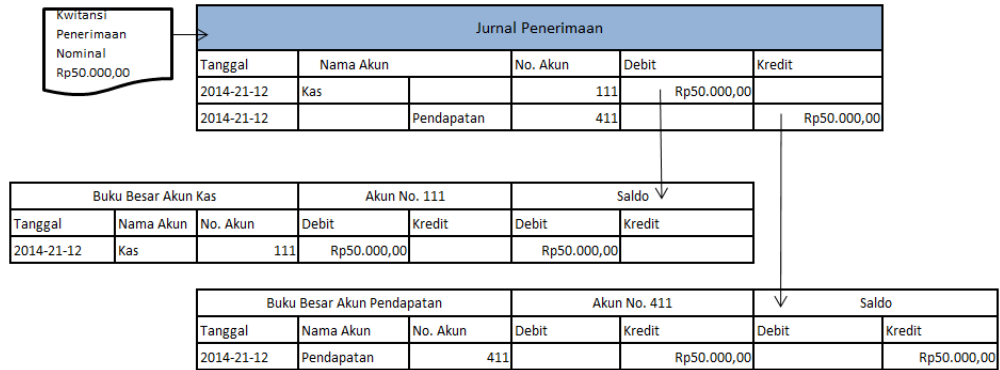 Kwitansi
Penerimaan
Nominal
Rp50.000,00
Jurnal Penerimaan
Tanggal Nama Akun No. Akun Debit Kredit
2014-21-12 Kas 111 Rp50.000,00
2014-21-12 Pendapatan 411 Rp50.000,00
Buku Besar Akun Kas Akun No. 111 Saldo
Tanggal Nama Akun No. Akun Debit Kredit Debit Kredit
2014-21-12 Kas 111 Rp50.000,00 Rp50.000,00
Buku Besar Akun Pendapatan Akun No. 411 Saldo
Tanggal Nama Akun No. Akun Debit Kredit Debit Kredit
2014-21-12 Pendapatan 411 Rp50.000,00 Rp50.000,00